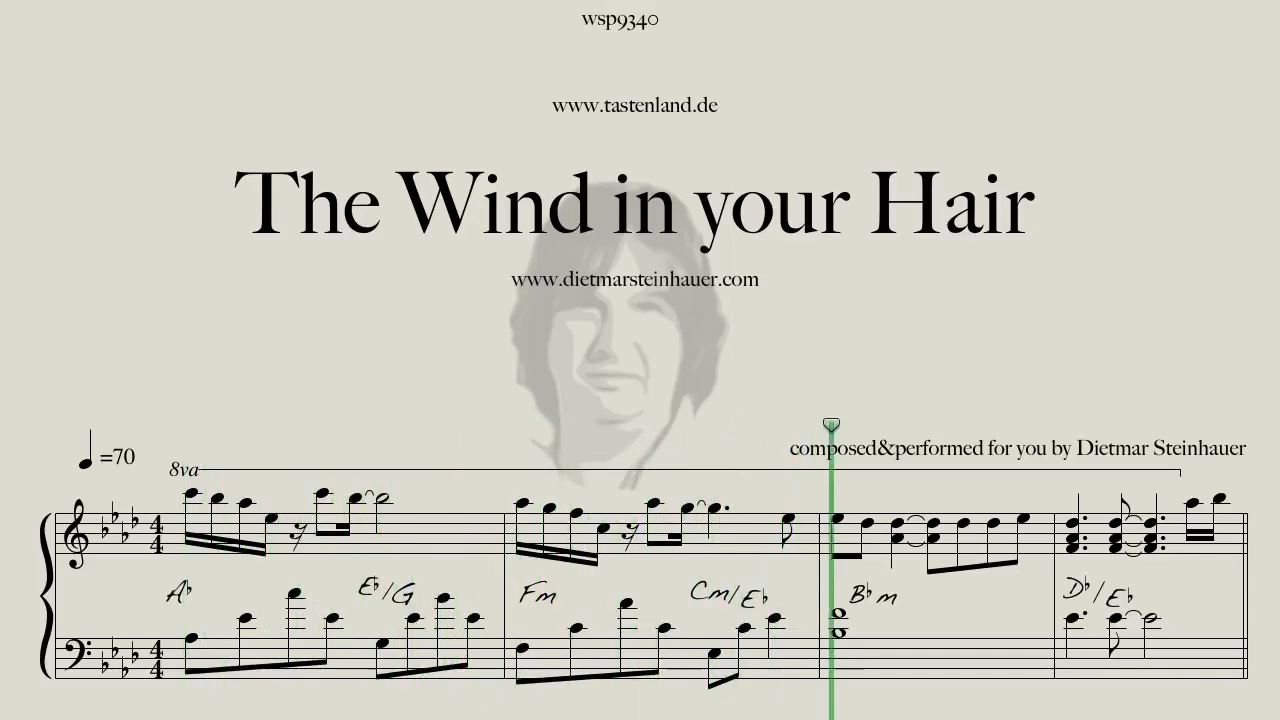 wsp9340
www.tastenland.de
The Wind in your Hair
www.dietmarsteinhauer.com
composed&performed for you by Dietmar Steinhauer
=70
8va
A♭ E♭/G Fm Cm/E♭ B♭m D♭/E♭